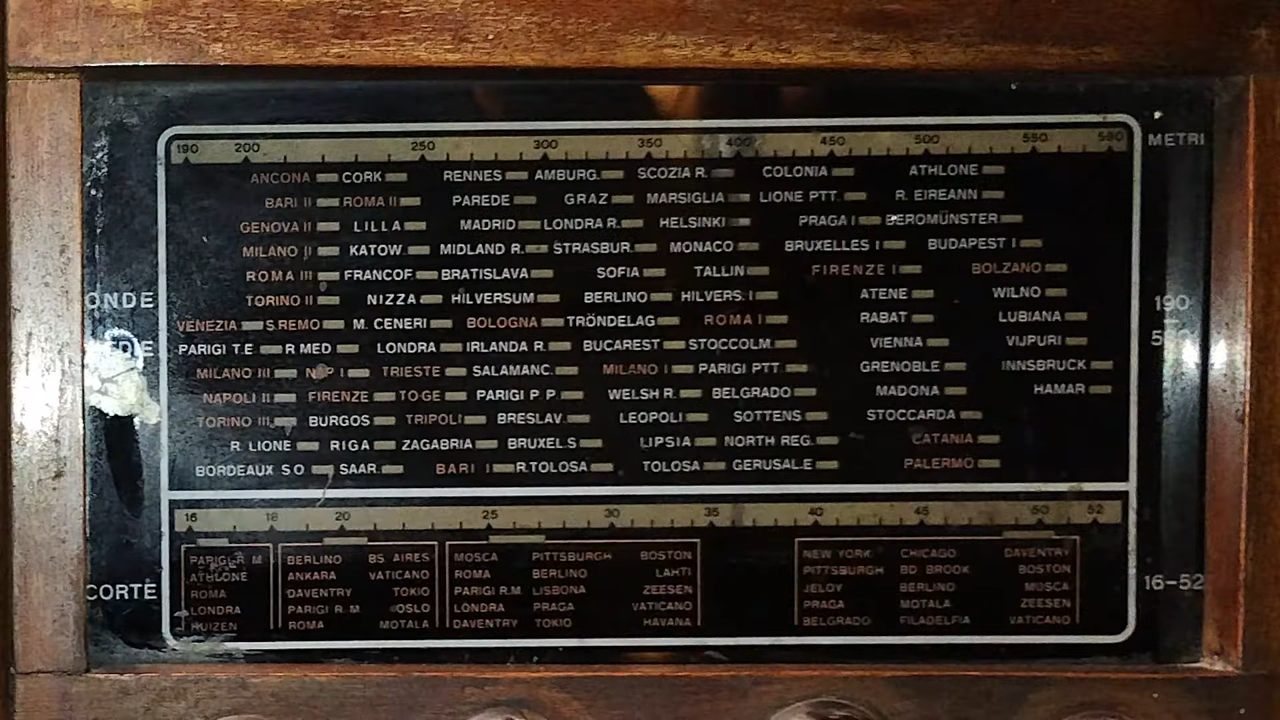 190 200 250 300 350 400 450 500 550 580 METRI
ANCONA CORK RENNES AMBURG. SCOZIA R. COLONIA ATHLONE
BARI II ROMA II PAREDE GRAZ MARSIGLIA LIONE PTT. R. EIREANN
GENOVA II LILLA MADRID LONDRA R. HELSINKI PRAGA I BEROMÜNSTER
MILANO II KATOW. MIDLAND R. STRASBUR. MONACO BRUXELLES I BUDAPEST I
ROMA III FRANCOF. BRATISLAVA SOFIA TALLIN FIRENZE I BOLZANO
ONDE TORINO II NIZZA HILVERSUM BERLINO HILVERS. I ATENE WILNO 190
VENEZIA S.REMO M. CENERI BOLOGNA TRÖNDELAG ROMA I RABAT LUBIANA
PARIGI T.E R MED LONDRA IRLANDA R. BUCAREST STOCCOLM. VIENNA VIJPURI
MILANO III I TRIESTE SALAMANC. MILANO I PARIGI PTT GRENOBLE INNSBRUCK
NAPOLI II FIRENZE TO-GE PARIGI P P WELSH R. BELGRADO MADONA HAMAR
TORINO III BURGOS TRIPOLI BRESLAV. LEOPOLI SOTTENS STOCCARDA
R. LIONE RIGA ZAGABRIA BRUXEL.S LIPSIA NORTH REG. CATANIA
BORDEAUX S O SAAR. BARI I R.TOLOSA TOLOSA GERUSAL.E PALERMO
16 18 20 25 30 35 40 45 50 52
PARIGI R M BERLINO BS AIRES MOSCA PITTSBURGH BOSTON NEW YORK CHICAGO DAVENTRY
ATHLONE ANKARA VATICANO ROMA BERLINO LAHTI PITTSBURGH BD BROOK BOSTON
CORTE ROMA DAVENTRY TOKIO PARIGI R.M LISBONA ZEESEN JELOY BERLINO MOSCA 16-52
LONDRA PARIGI R. M OSLO LONDRA PRAGA VATICANO PRAGA MOTALA ZEESEN
HUIZEN ROMA MOTALA DAVENTRY TOKIO HAVANA BELGRADO FILADELFIA VATICANO